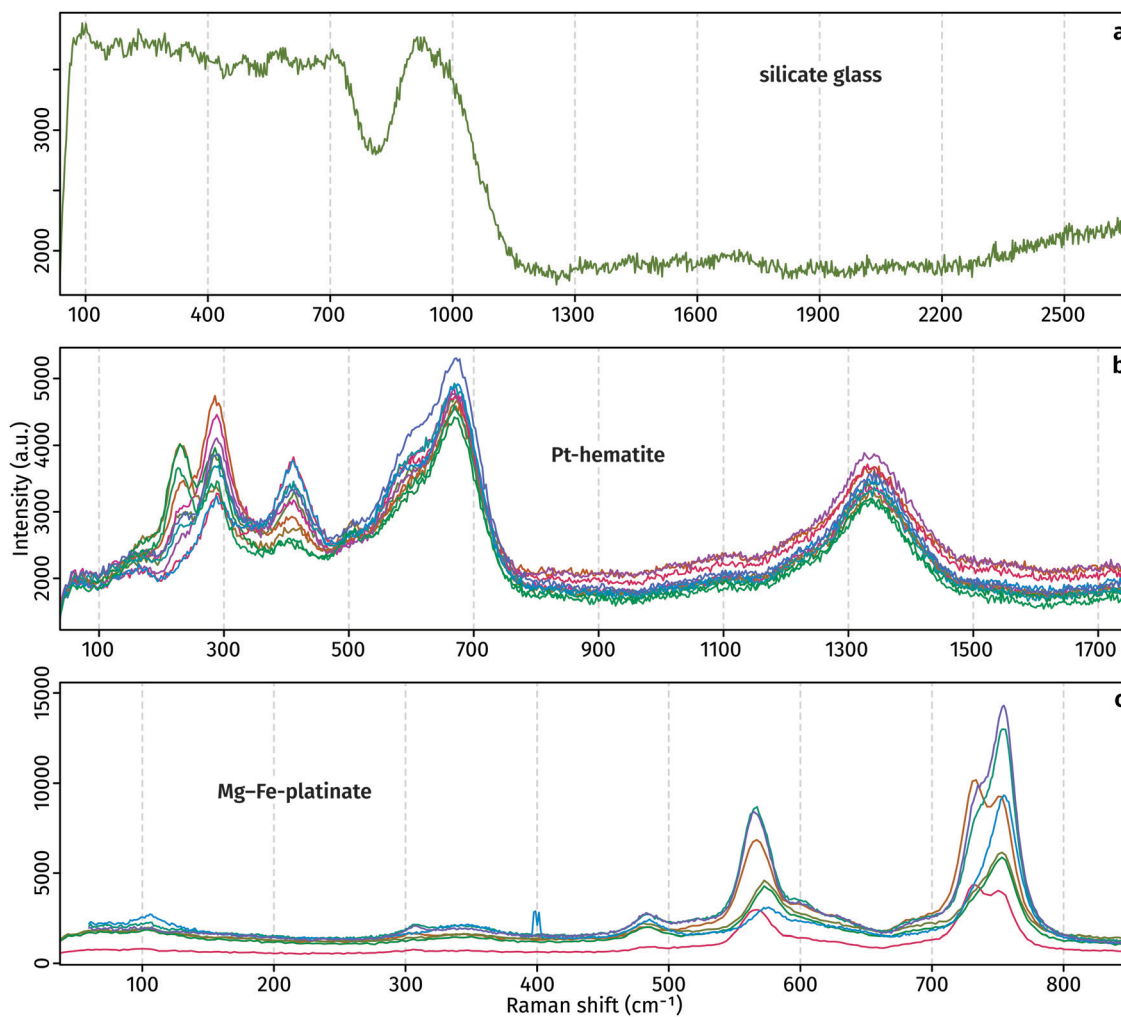 a
silicate glass
3000
2000
100 400 700 1000 1300 1600 1900 2200 2500
b
Pt-hematite
Intensity (a.u.)
5000
4000
3000
2000
100 300 500 700 900 1100 1300 1500 1700
Mg–Fe-platinate
15000
10000
5000
0
100 200 300 400 500 600 700 800
Raman shift (cm⁻¹)